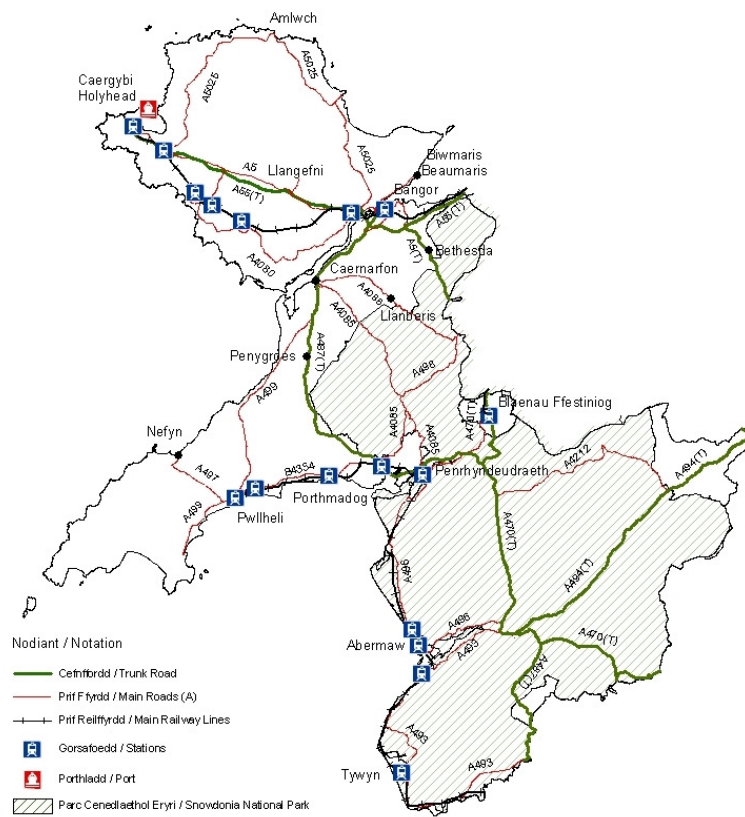 Amlwch
Caergybi
Holyhead
A5025
A5025
A5025
A5
Llangefni
A55(T)
Biwmaris
Beaumaris
Bangor
A55(T)
A5(T)
Bethesda
A4080
Caernarfon
A4086
Llanberis
A4085
Penygroes
A487(T)
A498
A499
A4085
A4085
A470(T)
Blaenau Ffestiniog
Nefyn
A497
A499
B4354
Penrhyndeudraeth
Porthmadog
Pwllheli
A4212
A494(T)
A470(T)
A496
A494(T)
Abermaw
A496
A493
A470(T)
A487(T)
A493
Tywyn
A493
Nodiant / Notation
Cefnffordd / Trunk Road
Prif Ffyrdd / Main Roads (A)
Prif Reilffyrdd / Main Railway Lines
Gorsafoedd / Stations
Porthladd / Port
Parc Cenedlaethol Eryri / Snowdonia National Park